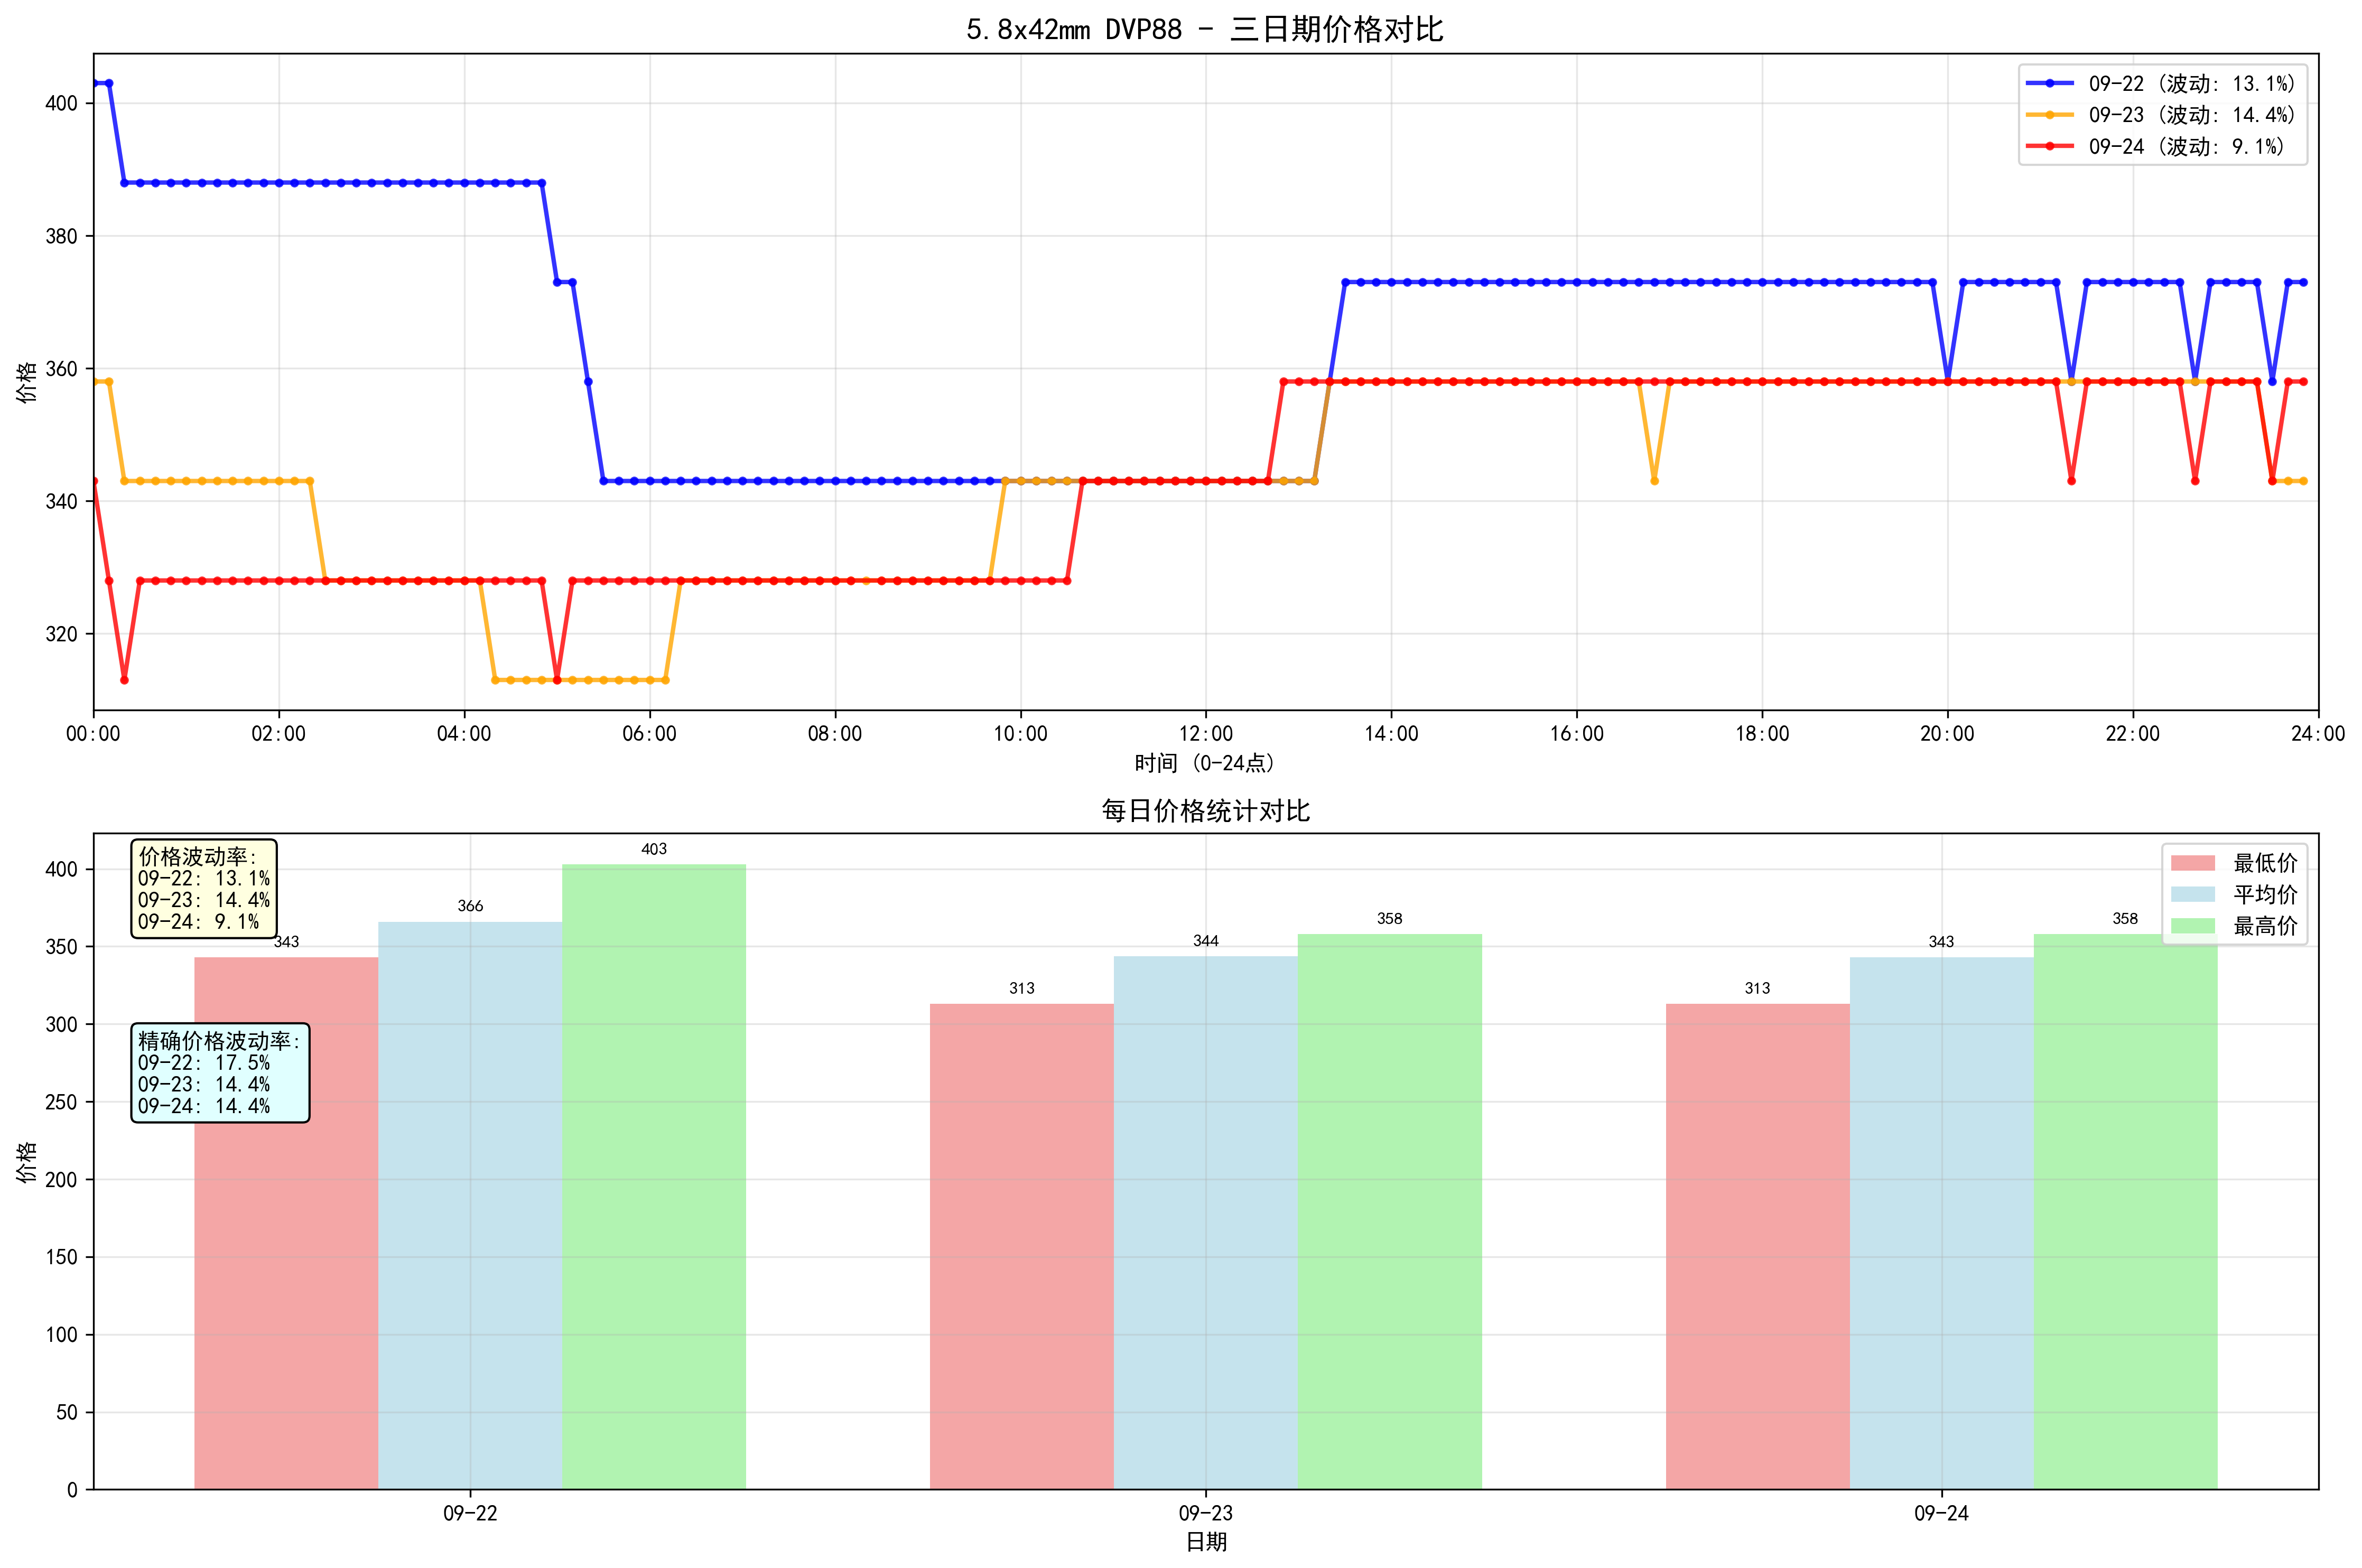 5.8x42mm DVP88 - 三日期价格对比
09-22 (波动: 13.1%)
09-23 (波动: 14.4%)
09-24 (波动: 9.1%)
400
380
360
340
320
价格
00:00 02:00 04:00 06:00 08:00 10:00 12:00 14:00 16:00 18:00 20:00 22:00 24:00
时间 (0-24点)
每日价格统计对比
价格波动率:
09-22: 13.1%
09-23: 14.4%
09-24: 9.1%
精确价格波动率:
09-22: 17.5%
09-23: 14.4%
09-24: 14.4%
最低价
平均价
最高价
343 366 403
313 344 358
313 343 358
400
350
300
250
200
150
100
50
0
价格
09-22 09-23 09-24
日期